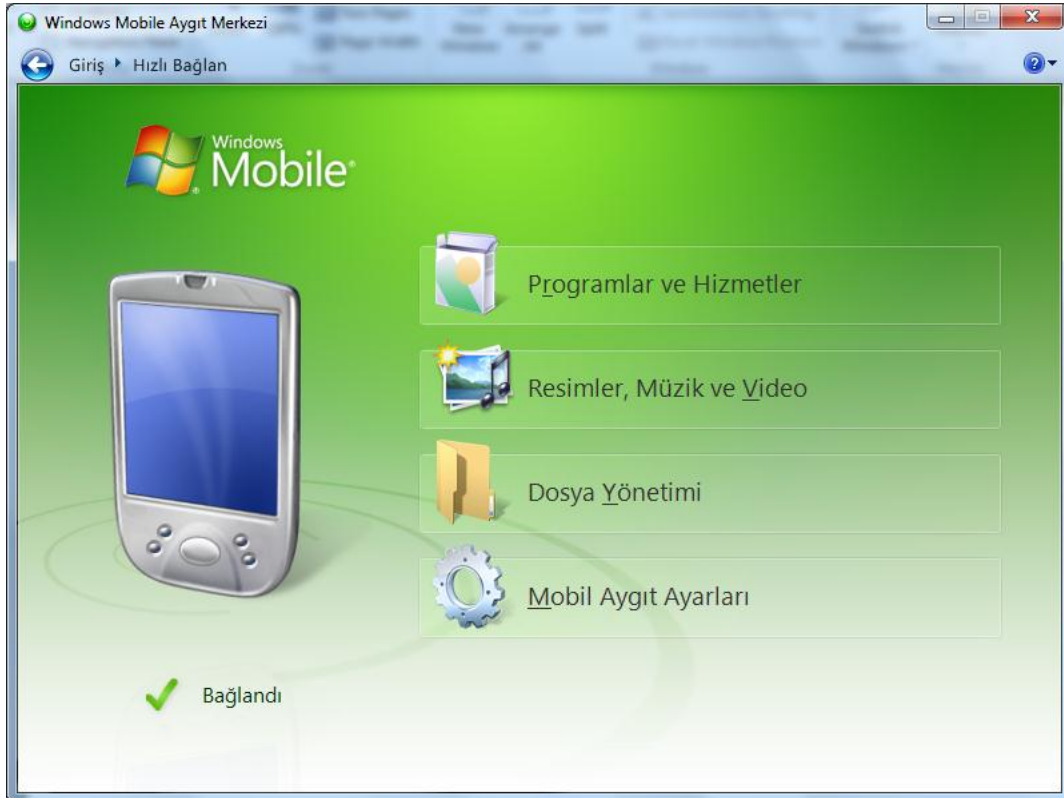 Windows Mobile Aygıt Merkezi
Giriş Hızlı Bağlan
Windows
Mobile
Programlar ve Hizmetler
Resimler, Müzik ve Video
Dosya Yönetimi
Mobil Aygıt Ayarları
Bağlandı